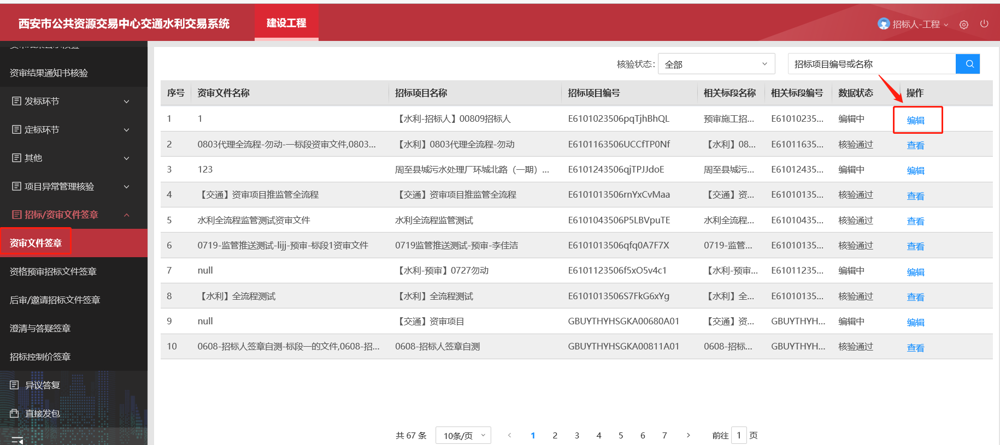 西安市公共资源交易中心交通水利交易系统
建设工程
招标人-工程
资审结果通知书核验
发标环节
定标环节
其他
项目异常管理核验
招标/资审文件签章
资审文件签章
资格预审招标文件签章
后审/邀请招标文件签章
澄清与答疑签章
招标控制价签章
异议答复
直接发包
核验状态: 全部 招标项目编号或名称
序号 资审文件名称 招标项目名称 招标项目编号 相关标段名称 相关标段编号 数据状态 操作
1 1 【水利-招标人】00809招标人 E6101023506pqTjhBhQL 预审施工招... E61010235... 编辑中 编辑
2 0803代理全流程-勿动-一标段资审文件,0803... 【水利】0803代理全流程-勿动 E6101163506UCCfTP0Nf 【水利】08... E61011635... 核验通过 查看
3 123 周至县城污水处理厂环城北路（一期）... E6101243506qjTPJJdoE 周至县城污... E61012435... 编辑中 编辑
4 【交通】资审项目推监管全流程 【交通】资审项目推监管全流程 E6101013506rnYxCvMaa 【交通】资... E61010135... 核验通过 查看
5 水利全流程监管测试资审文件 水利全流程监管测试 E6101043506P5LBVpuTE 水利全流程... E61010435... 核验通过 查看
6 0719-监管推送测试-lijj-预审-标段1资审文件 0719监管推送测试-预审-李佳洁 E6101013506qfq0A7F7X 0719-监管... E61010135... 核验通过 查看
7 null 【水利-预审】0727勿动 E6101123506f5xO5v4c1 【水利-预审... E61011235... 编辑中 编辑
8 【水利】全流程测试 【水利】全流程测试 E6101013506S7FkG6xYg 【水利】全... E61010135... 核验通过 查看
9 null 【交通】资审项目 GBUYTHYHSGKA00680A01 【交通】资... GBUYTHYH... 编辑中 编辑
10 0608-招标人签章自测-标段一的文件,0608-招... 0608-招标人签章自测 GBUYTHYHSGKA00811A01 0608-招标... GBUYTHYH... 核验通过 查看
共 67 条 10条/页 1 2 3 4 5 6 7 前往 1 页